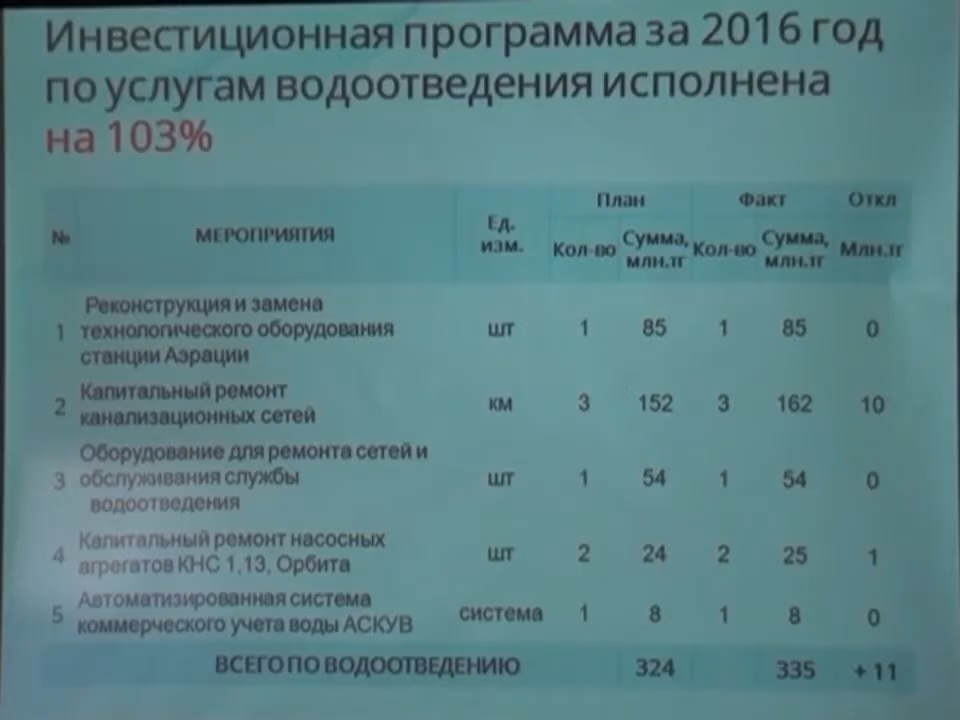 Инвестиционная программа за 2016 год
по услугам водоотведения исполнена
на 103%
План Факт Откл
№ МЕРОПРИЯТИЯ Ед. изм. Кол-во Сумма, млн.тг Кол-во Сумма, млн.тг Млн.тг
Реконструкция и замена
1 технологического оборудования шт 1 85 1 85 0
станции Аэрации
Капитальный ремонт
2 канализационных сетей км 3 152 3 162 10
Оборудование для ремонта сетей и
3 обслуживания службы шт 1 54 1 54 0
водоотведения
Капитальный ремонт насосных
4 агрегатов КНС 1,13, Орбита шт 2 24 2 25 1
Автоматизированная система
5 коммерческого учета воды АСКУВ система 1 8 1 8 0
ВСЕГО ПО ВОДООТВЕДЕНИЮ 324 335 + 11